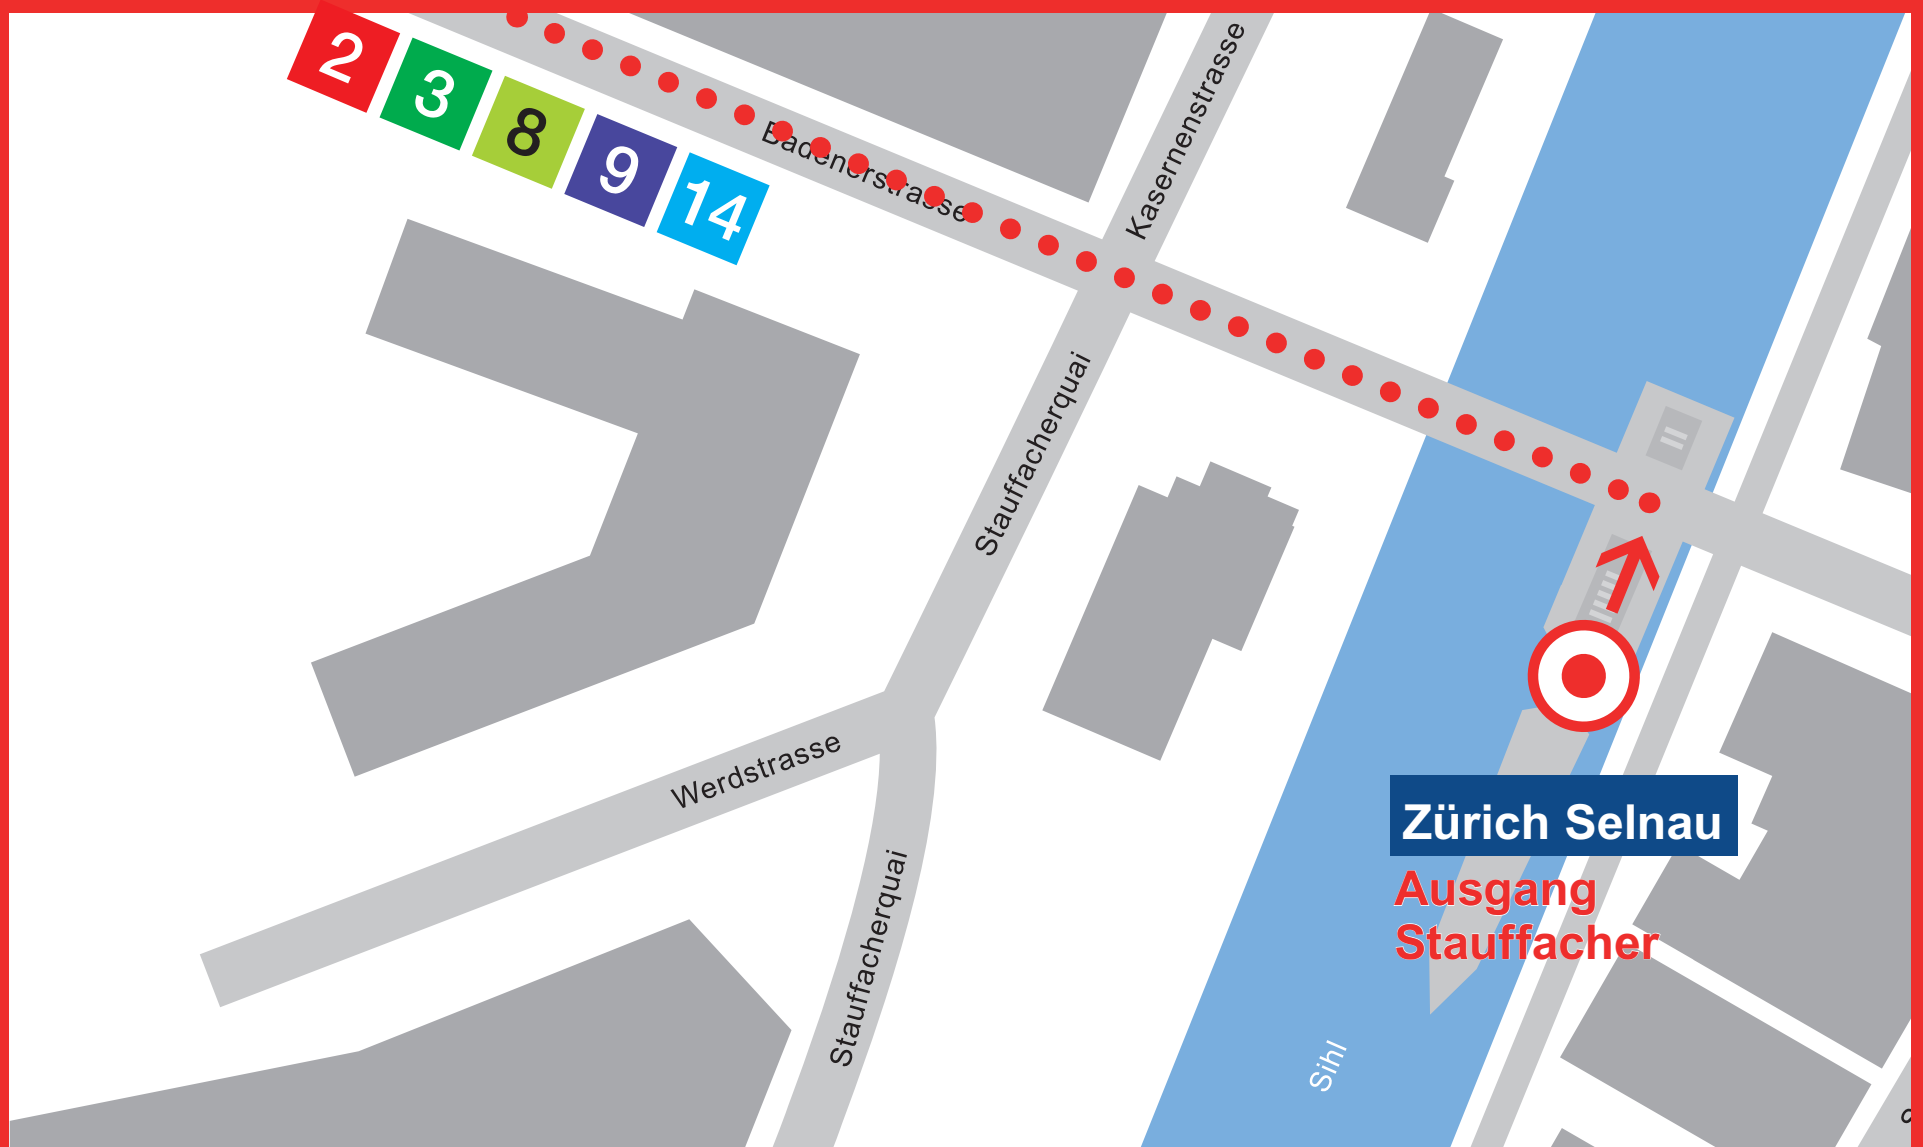 2
3
8
9
14
Badenerstrasse
Kasernenstrasse
Stauffacherquai
Werdstrasse
Stauffacherquai
Zürich Selnau
Ausgang
Stauffacher
Sihl